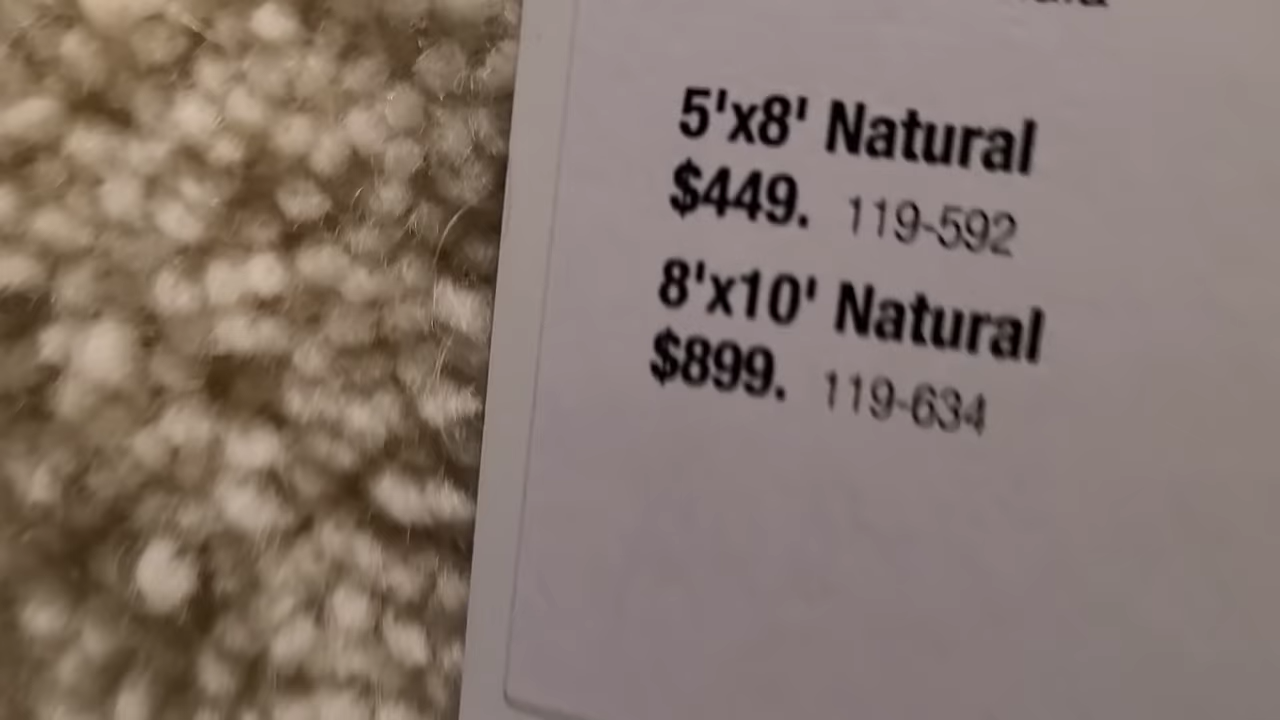 5'x8' Natural
$449. 119-592
8'x10' Natural
$899. 119-634